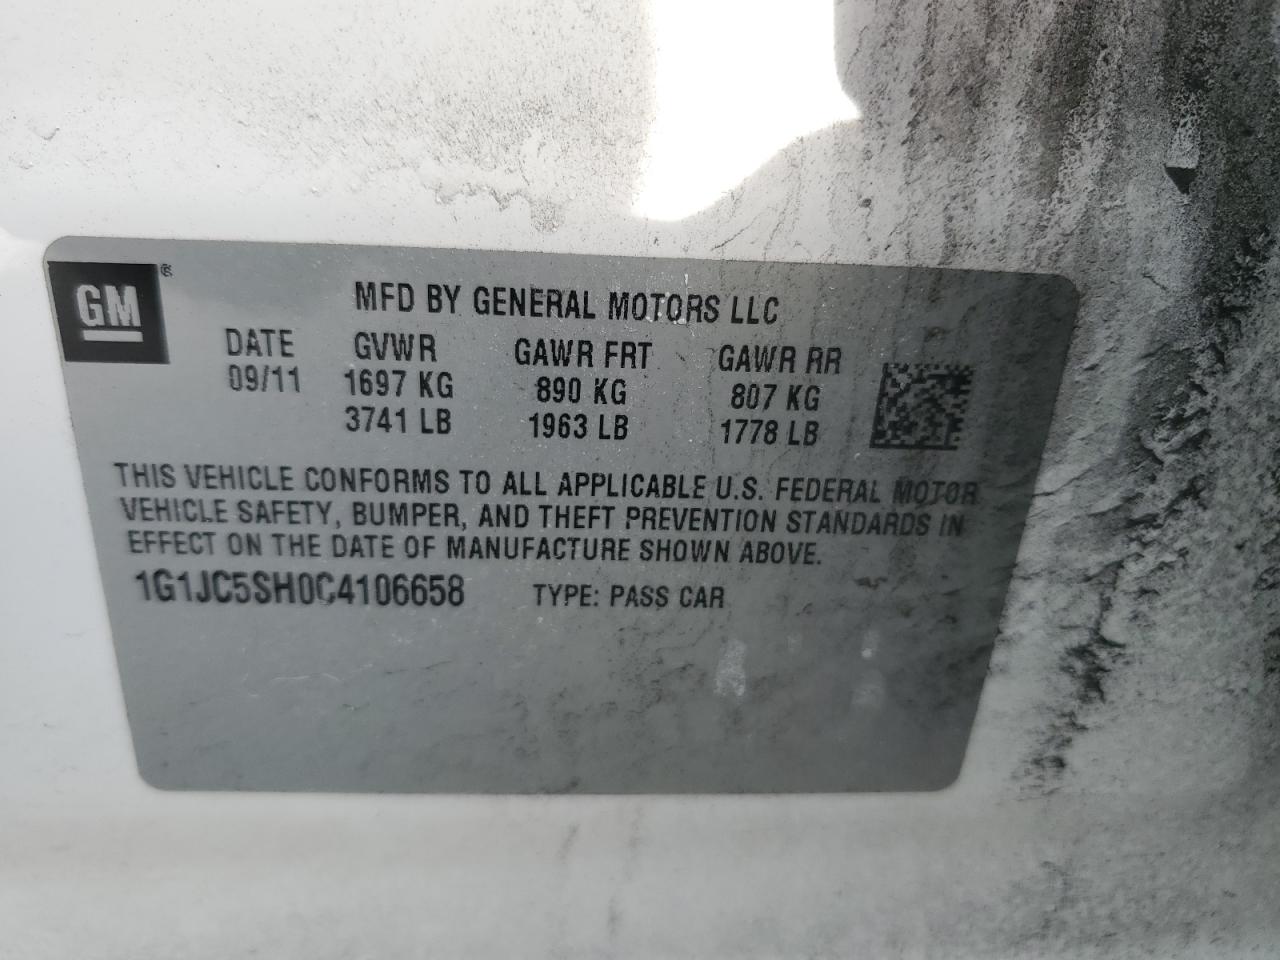 GM®
MFD BY GENERAL MOTORS LLC
DATE GVWR GAWR FRT GAWR RR
09/11 1697 KG 890 KG 807 KG
3741 LB 1963 LB 1778 LB
THIS VEHICLE CONFORMS TO ALL APPLICABLE U.S. FEDERAL MOTOR
VEHICLE SAFETY, BUMPER, AND THEFT PREVENTION STANDARDS IN
EFFECT ON THE DATE OF MANUFACTURE SHOWN ABOVE.
1G1JC5SH0C4106658 TYPE: PASS CAR